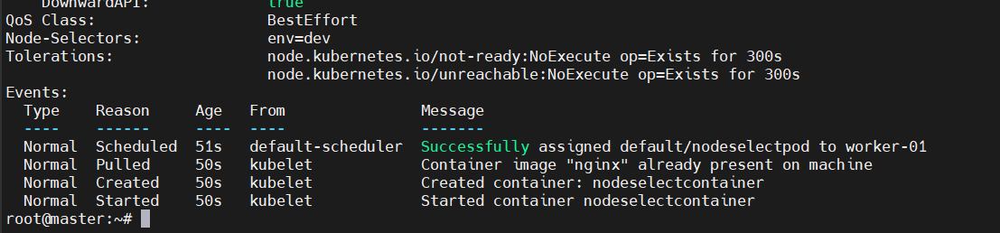 DownwardAPI: true
QoS Class: BestEffort
Node-Selectors: env=dev
Tolerations: node.kubernetes.io/not-ready:NoExecute op=Exists for 300s
node.kubernetes.io/unreachable:NoExecute op=Exists for 300s
Events:
Type Reason Age From Message
---- ------ ---- ---- -------
Normal Scheduled 51s default-scheduler Successfully assigned default/nodeselectpod to worker-01
Normal Pulled 50s kubelet Container image "nginx" already present on machine
Normal Created 50s kubelet Created container: nodeselectcontainer
Normal Started 50s kubelet Started container nodeselectcontainer
root@master:~#